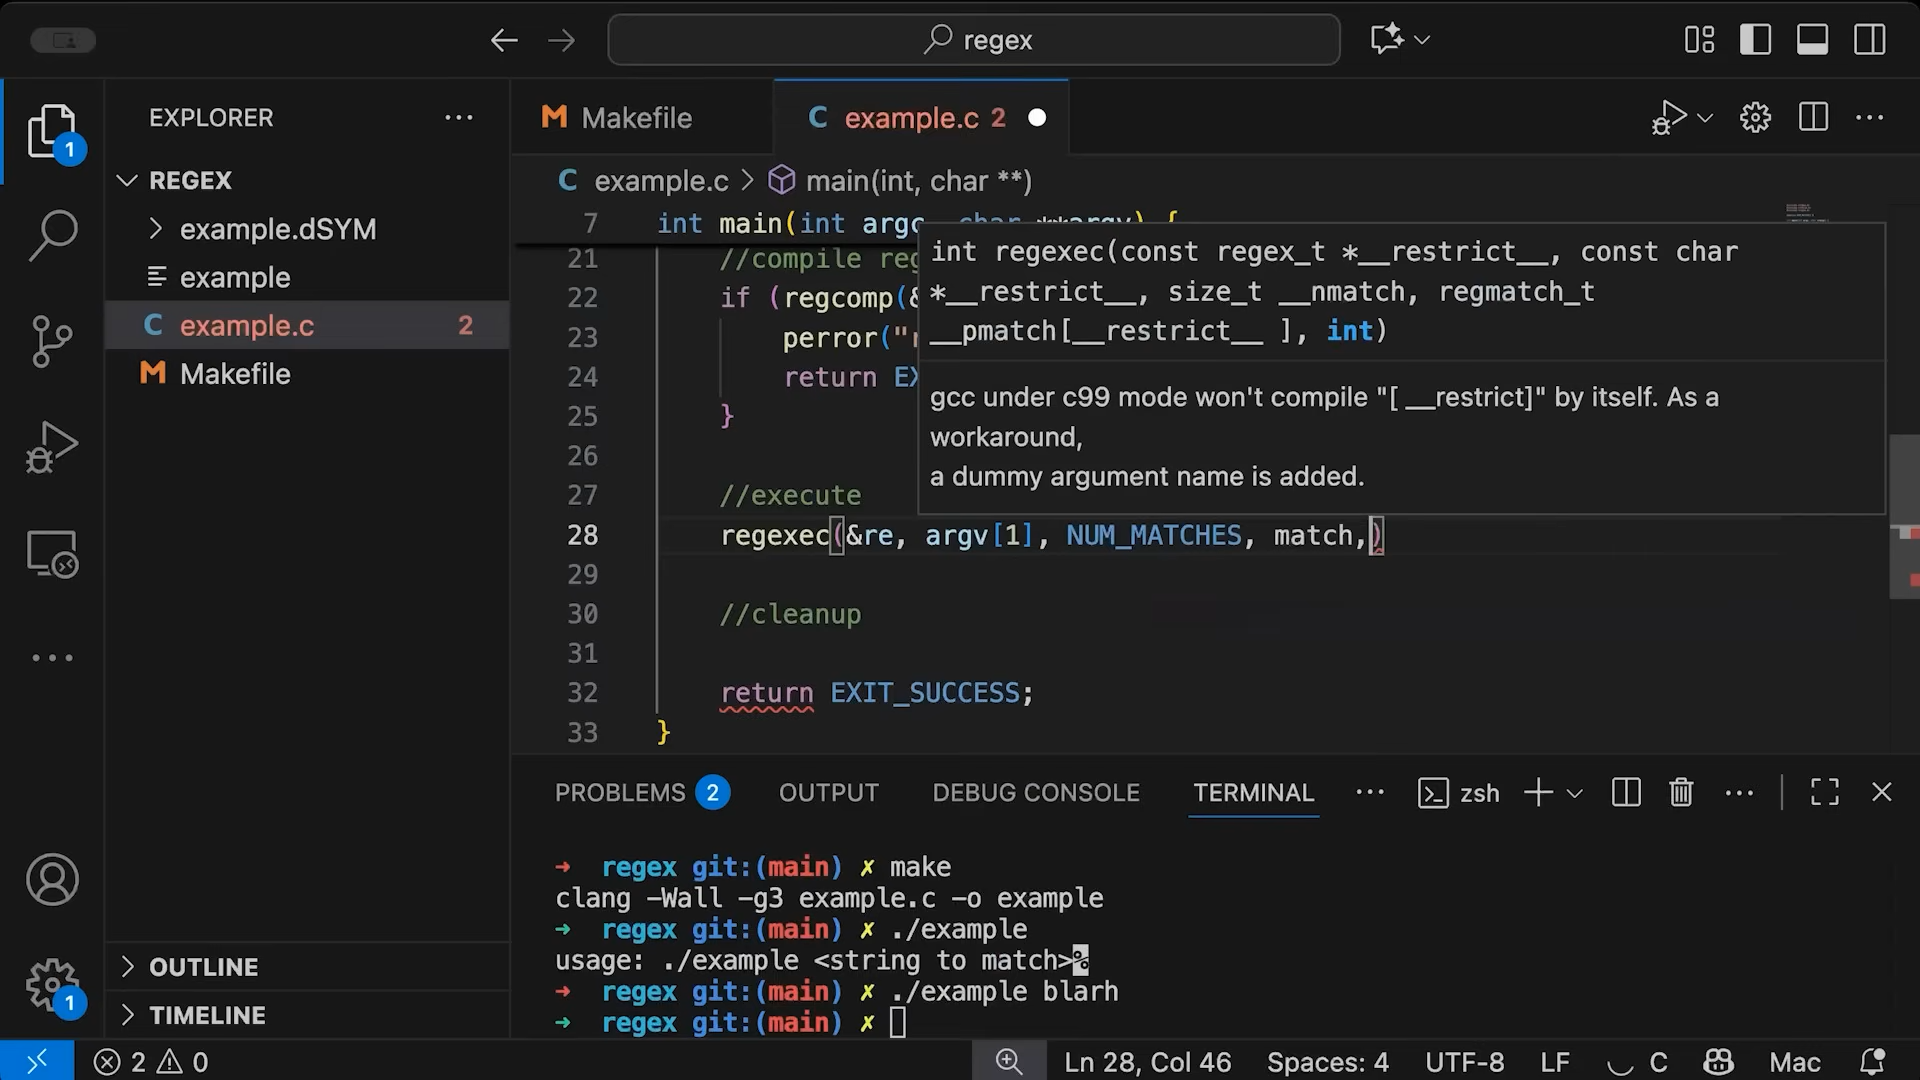 regex
EXPLORER
1
REGEX
example.dSYM
example
example.c 2
Makefile
OUTLINE
1
TIMELINE
Makefile
example.c 2
example.c > main(int, char **)
7 int main(int argc, char **argv) {
21 //compile reg
22 if (regcomp(&
23 perror("r
24 return EX
25 }
26
27 //execute
28 regexec(&re, argv[1], NUM_MATCHES, match,)
29
30 //cleanup
31
32 return EXIT_SUCCESS;
33 }
int regexec(const regex_t *__restrict__, const char
*__restrict__, size_t __nmatch, regmatch_t
__pmatch[__restrict__ ], int)
gcc under c99 mode won't compile "[ __restrict]" by itself. As a
workaround,
a dummy argument name is added.
PROBLEMS 2 OUTPUT DEBUG CONSOLE TERMINAL zsh
➜ regex git:(main) ✗ make
clang -Wall -g3 example.c -o example
➜ regex git:(main) ✗ ./example
usage: ./example <string to match>%
➜ regex git:(main) ✗ ./example blarh
➜ regex git:(main) ✗
2 0 Ln 28, Col 46 Spaces: 4 UTF-8 LF C Mac